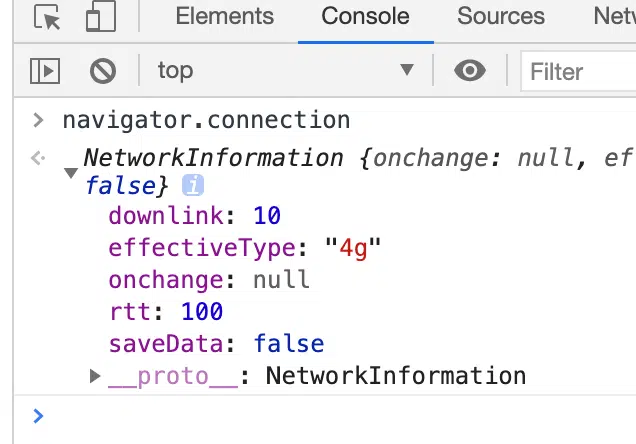 Elements Console Sources Net
top Filter
> navigator.connection
NetworkInformation {onchange: null, ef
false} i
downlink: 10
effectiveType: "4g"
onchange: null
rtt: 100
saveData: false
__proto__: NetworkInformation
>